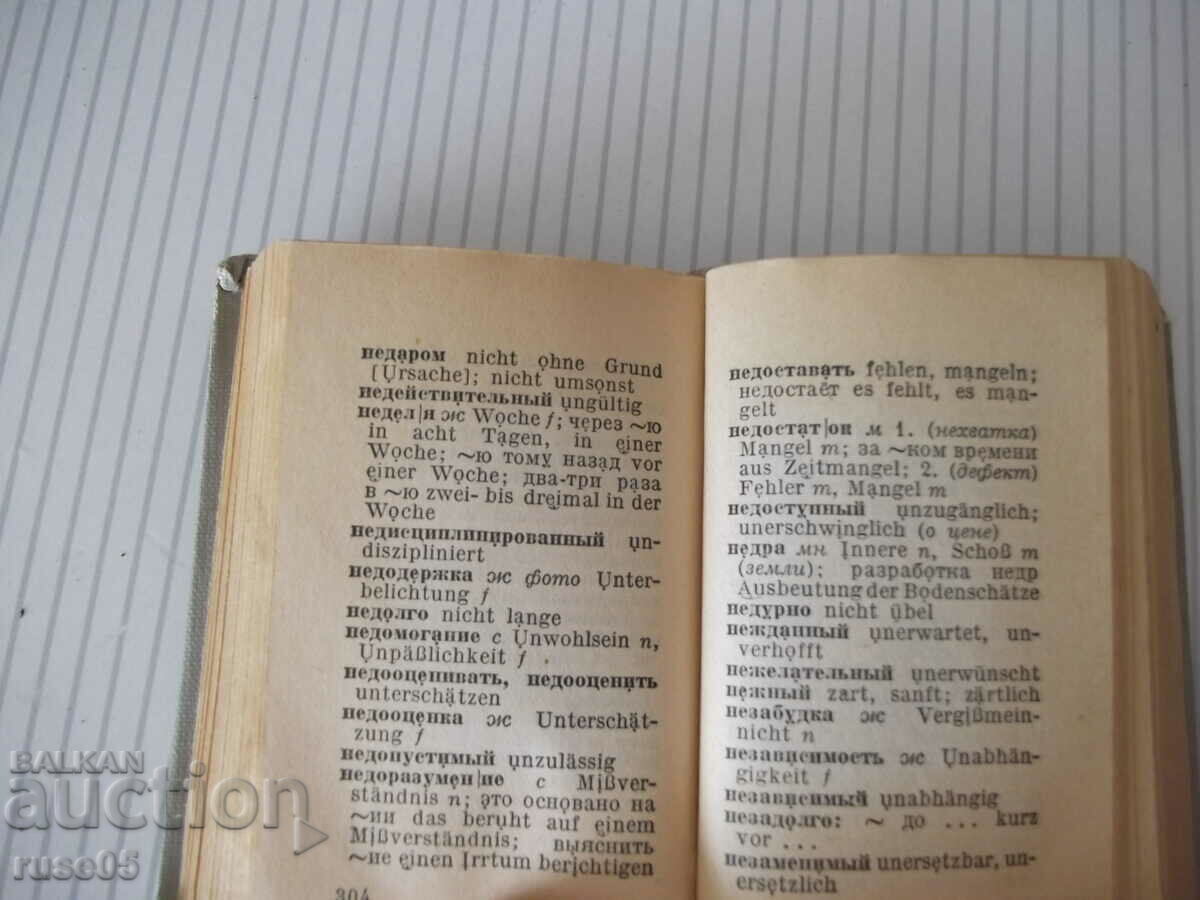 недаром nicht ohne Grund
[Ursache]; nicht umsonst
недействительный ungültig
недел|я ж Woche f; через ~ю
in acht Tagen, in einer
Woche; ~ю тому назад vor
einer Woche; два-три раза
в ~ю zwei- bis dreimal in der
Woche
недисциплинированный un-
diszipliniert
недодержка ж фото Unter-
belichtung f
недолго nicht lange
недомогание с Unwohlsein n,
Unpäßlichkeit f
недооценивать, недооценить
unterschätzen
недооценка ж Unterschät-
zung f
недопустимый unzulässig
недоразумен|ие с Mißver-
ständnis n; это основано на
~ии das beruht auf einem
Mißverständnis; выяснить
~ие einen Irrtum berichtigen
304
недоставать fehlen, mangeln;
недостаёт es fehlt, es man-
gelt
недостат|ок м 1. (нехватка)
Mangel m; за ~ком времени
aus Zeitmangel; 2. (дефект)
Fehler m, Mangel m
недоступный unzugänglich;
unerschwinglich (о цене)
недра мн Innere n, Schoß m
(земли); разработка недр
Ausbeutung der Bodenschätze
недурно nicht übel
нежданный unerwartet, un-
verhofft
нежелательный unerwünscht
нежный zart, sanft; zärtlich
незабудка ж Vergißmein-
nicht n
независимость ж Unabhän-
gigkeit f
независимый unabhängig
незадолго: ~ до ... kurz
vor ...
незаменимый unersetzbar, un-
ersetzlich
BALKAN
auction
ruse05